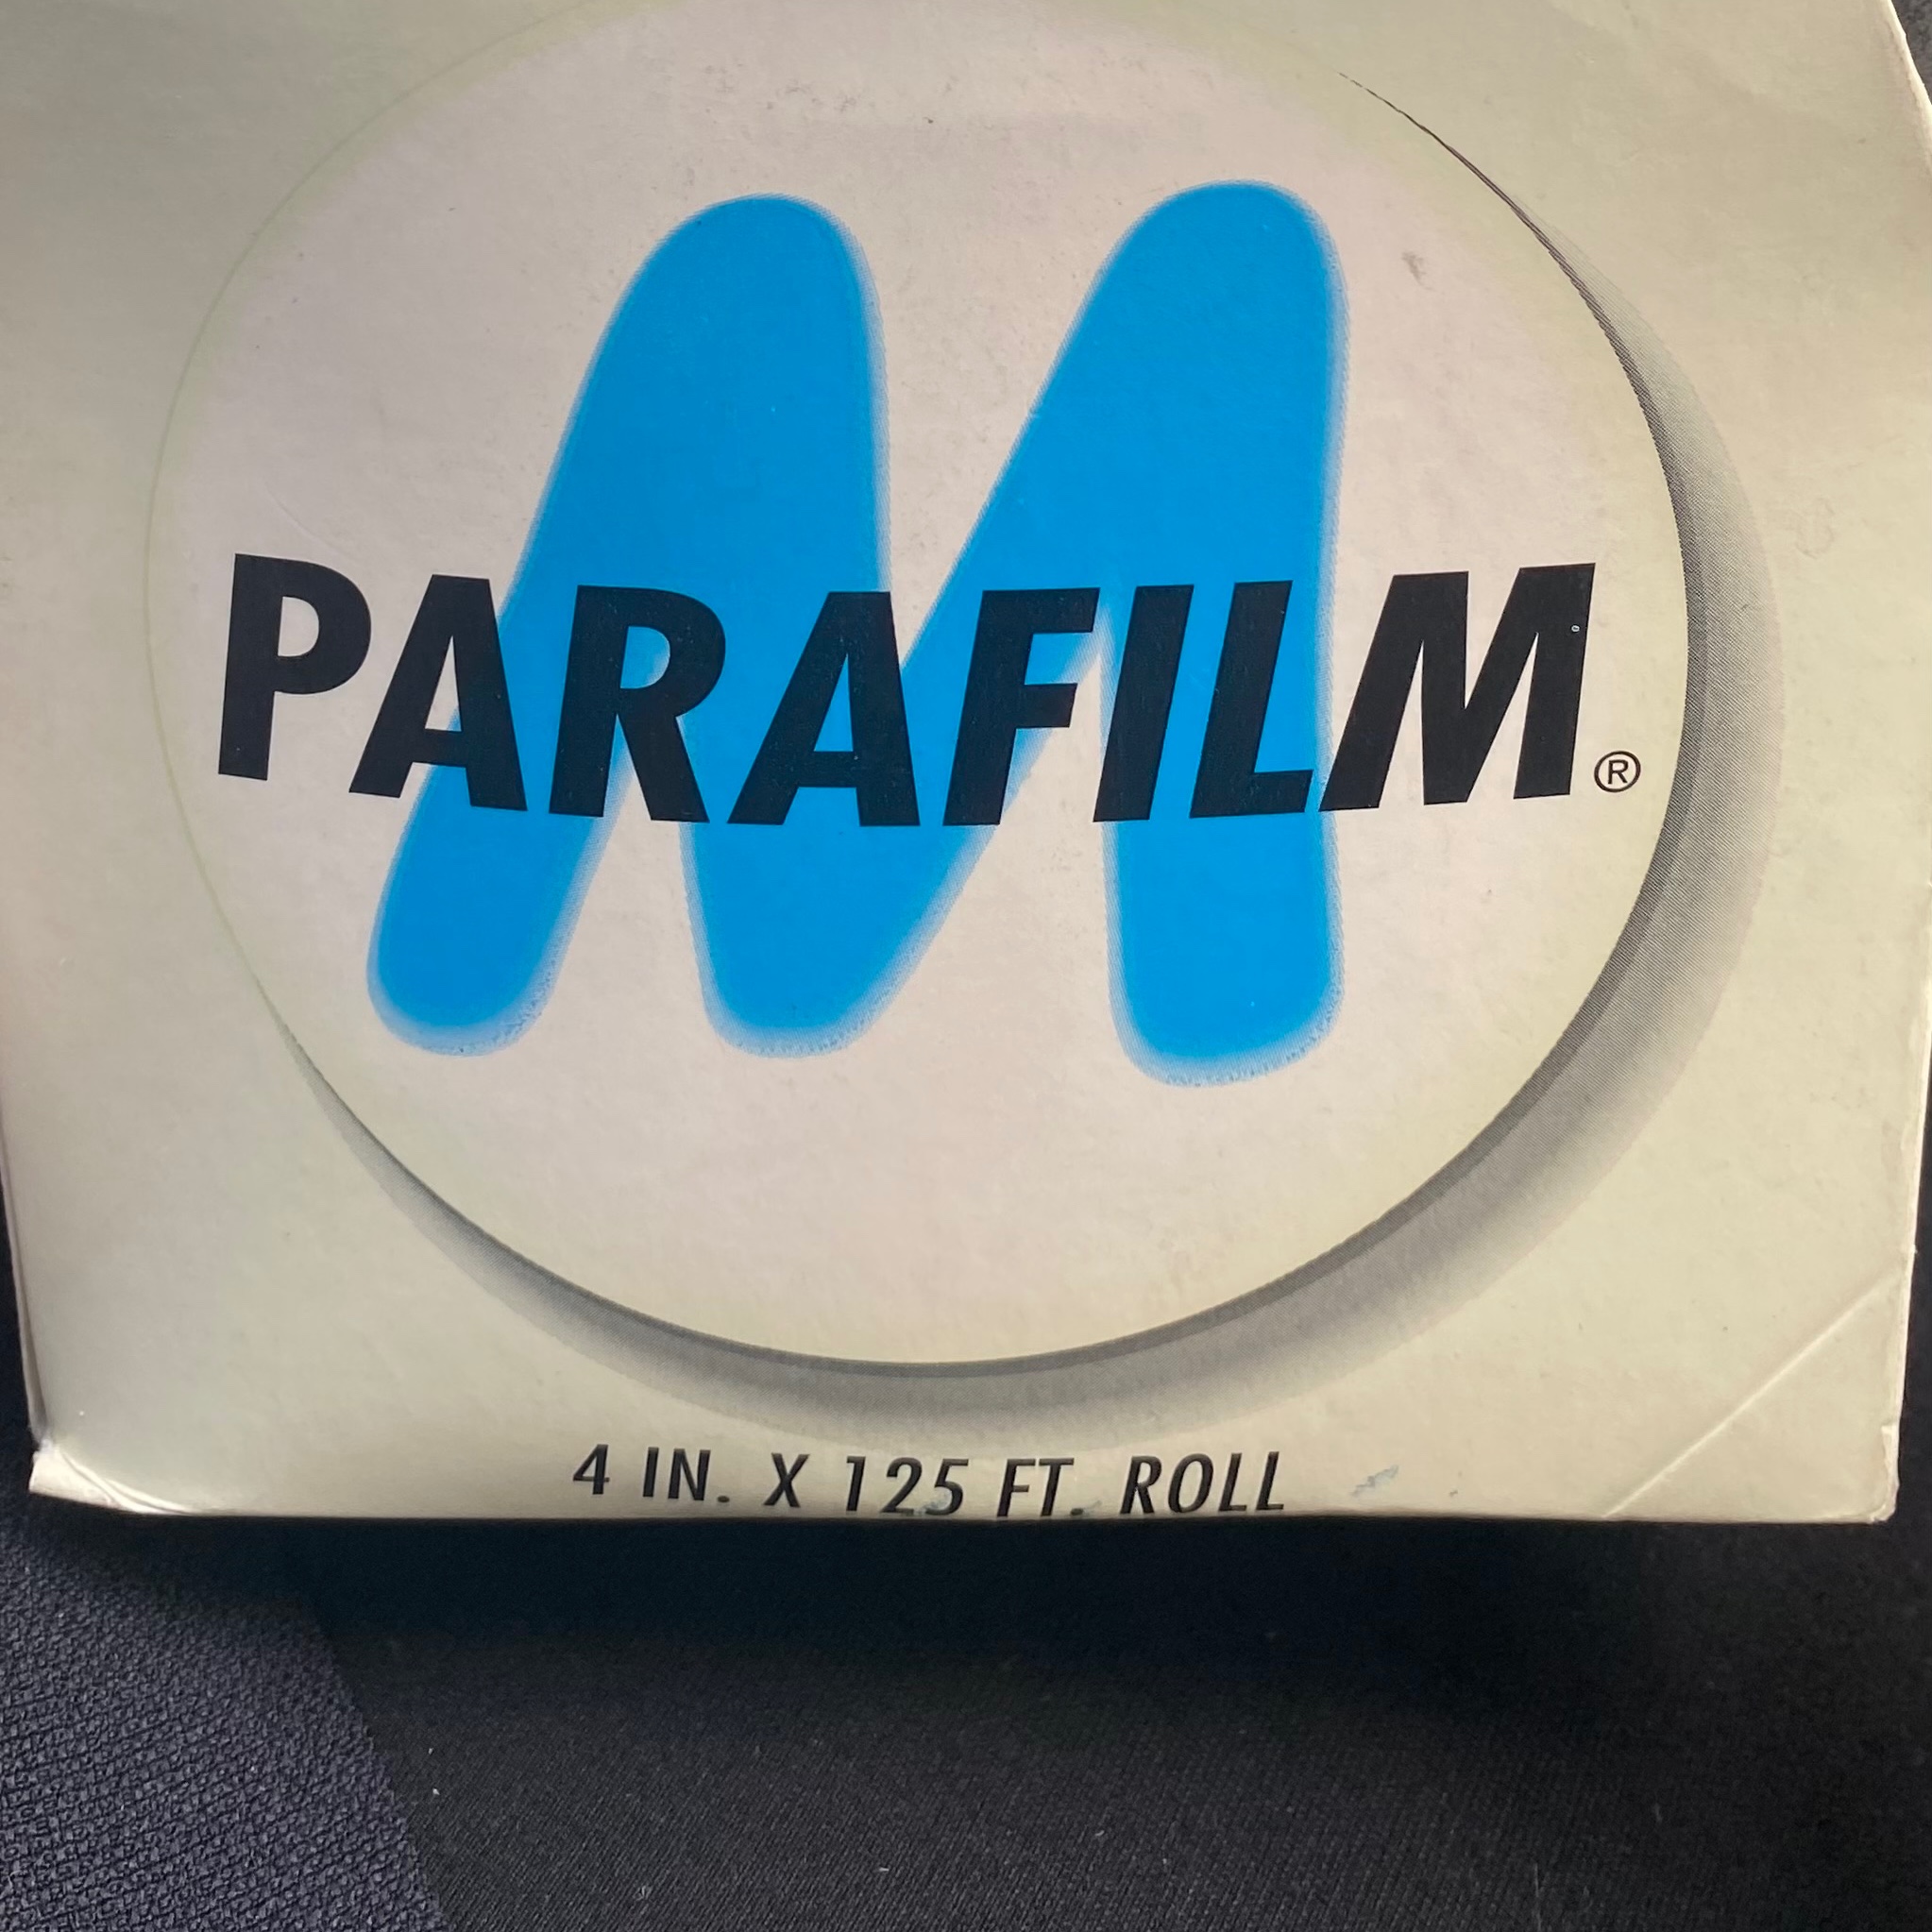 M
PARAFILM®
4 IN. X 125 FT. ROLL